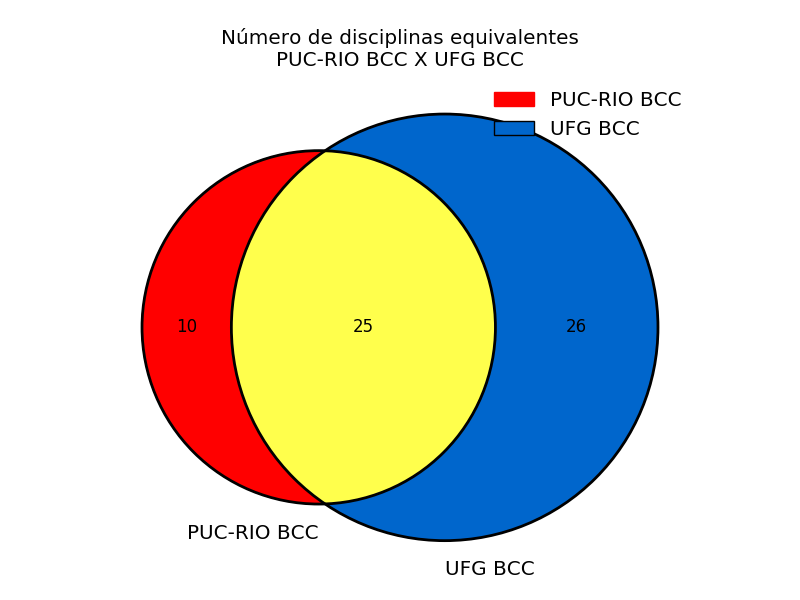 Número de disciplinas equivalentes
PUC-RIO BCC X UFG BCC
PUC-RIO BCC
UFG BCC
10
25
26
PUC-RIO BCC
UFG BCC